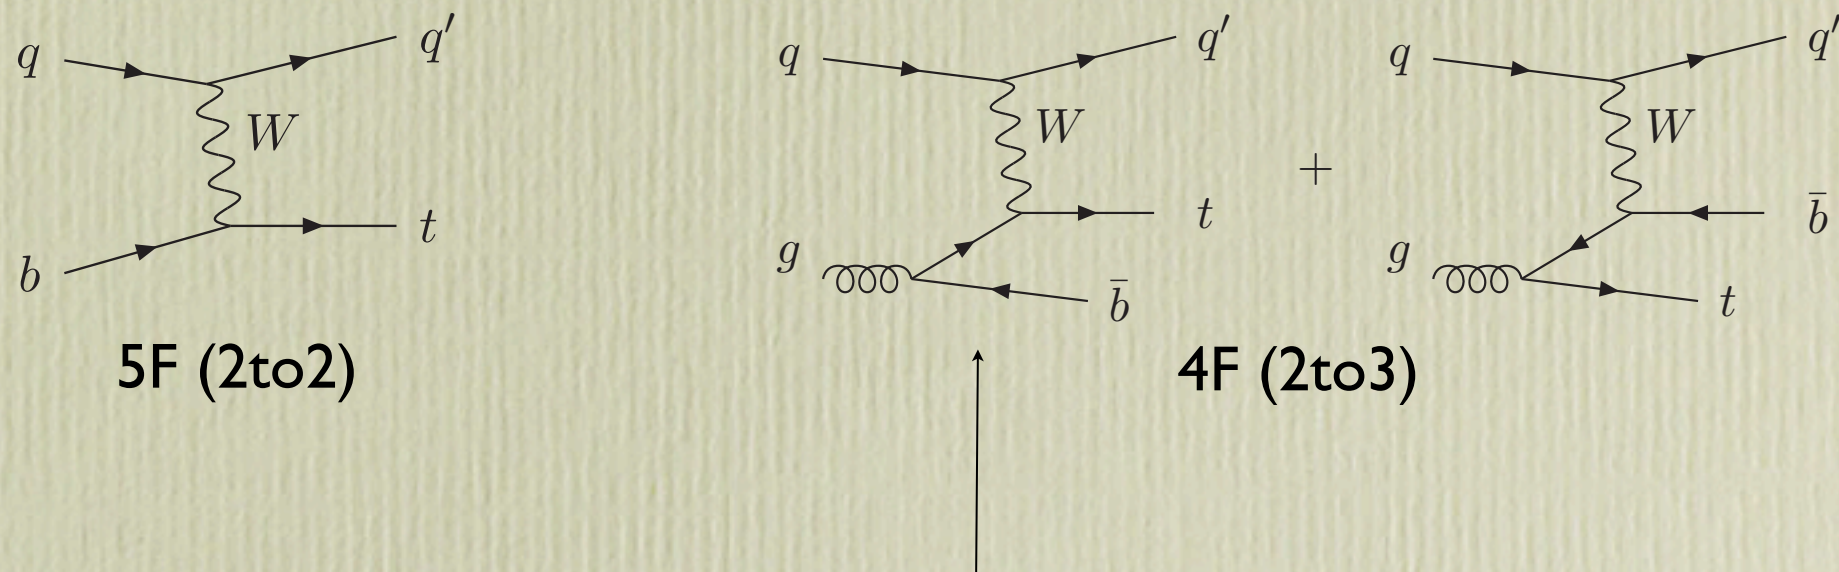 q q′ q q′ q q′
W W + W
b t g t g b̄
b̄ t
5F (2to2) 4F (2to3)